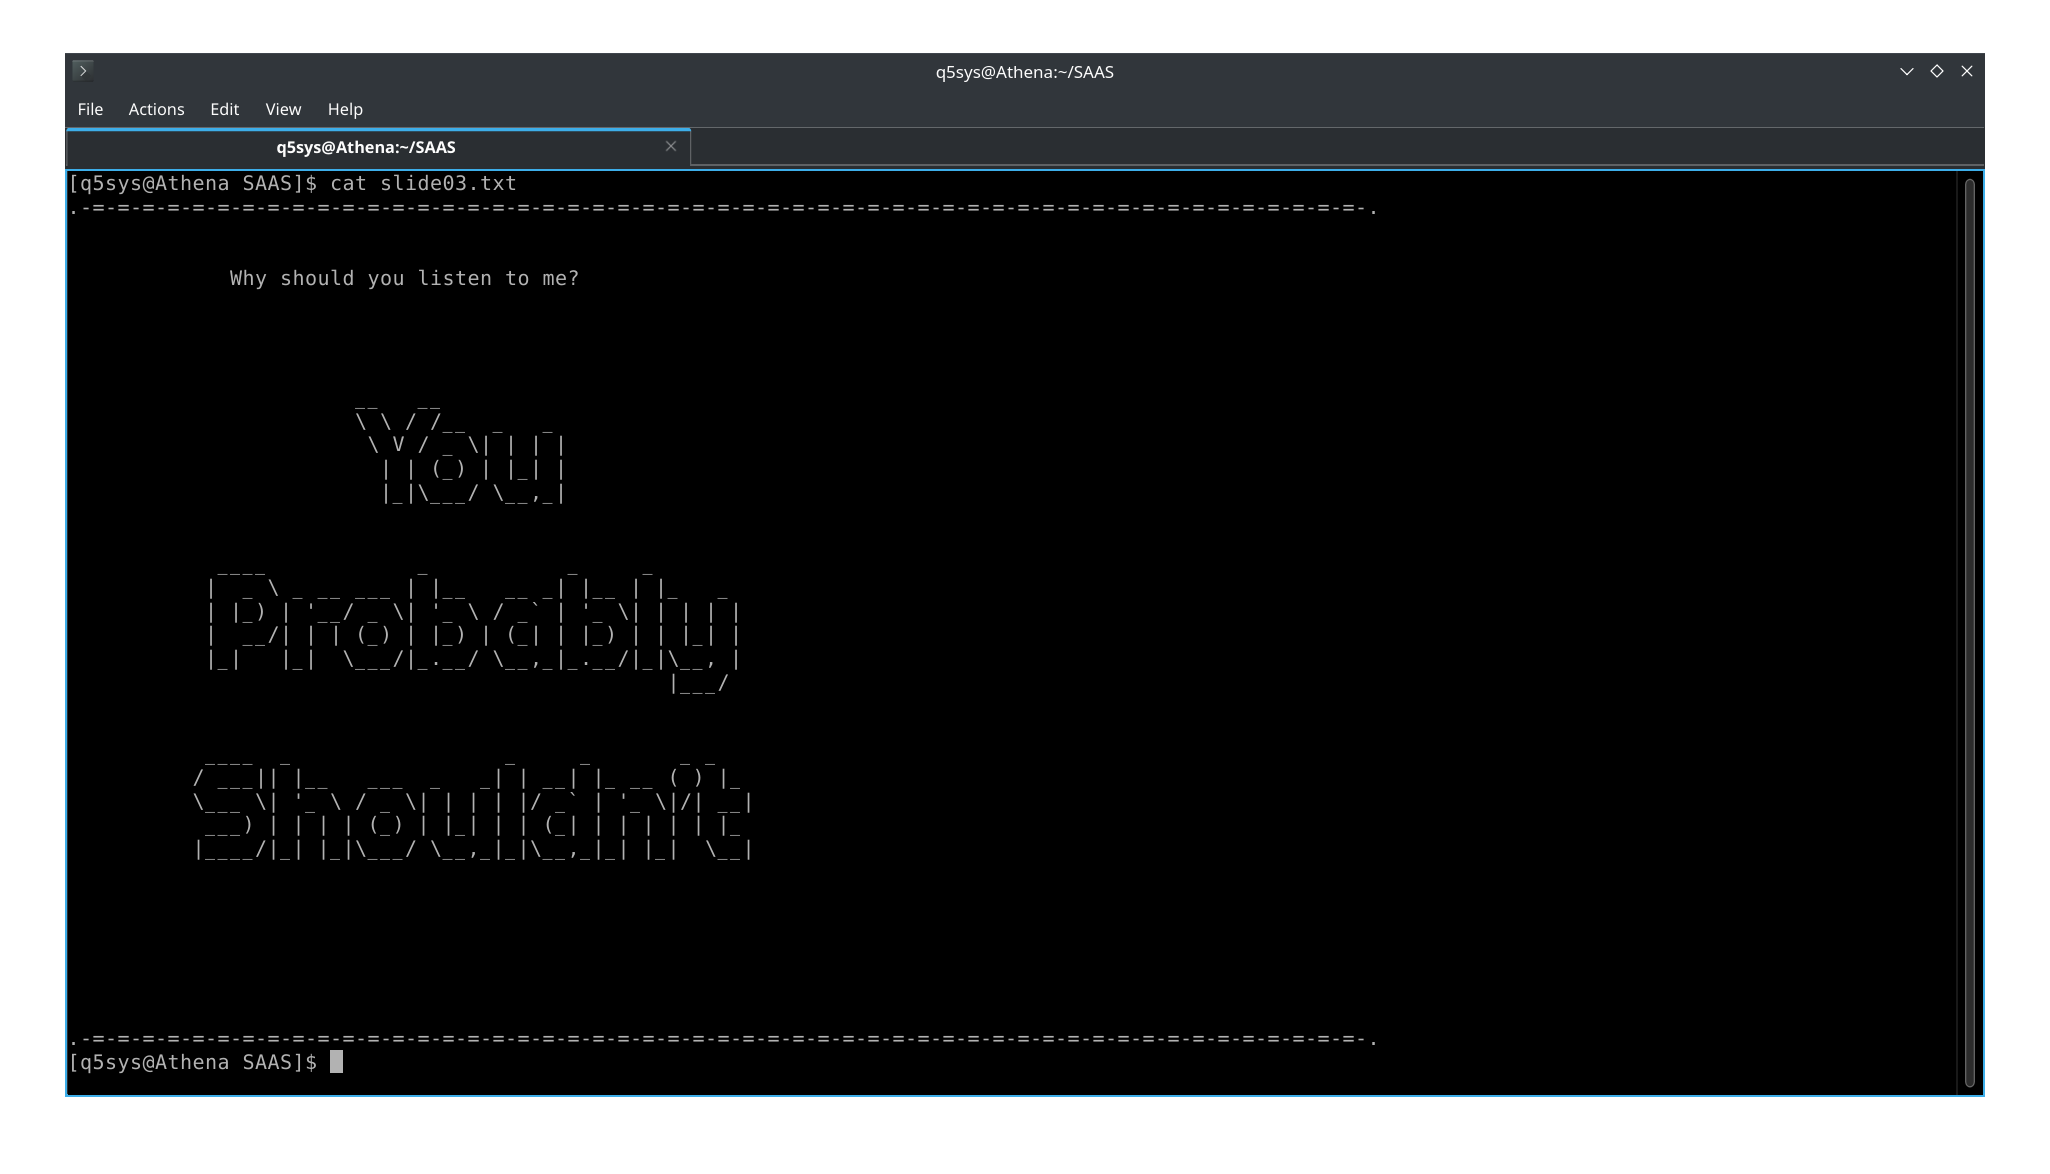 q5sys@Athena:~/SAAS
File Actions Edit View Help
q5sys@Athena:~/SAAS
[q5sys@Athena SAAS]$ cat slide03.txt
.-=-=-=-=-=-=-=-=-=-=-=-=-=-=-=-=-=-=-=-=-=-=-=-=-=-=-=-=-=-=-=-=-=-=-=-=-=-=-=-=-=-=-=-=-=-=-=-=-=-=-=-.
Why should you listen to me?
You
Probably
Shouldn't
.-=-=-=-=-=-=-=-=-=-=-=-=-=-=-=-=-=-=-=-=-=-=-=-=-=-=-=-=-=-=-=-=-=-=-=-=-=-=-=-=-=-=-=-=-=-=-=-=-=-=-=-.
[q5sys@Athena SAAS]$